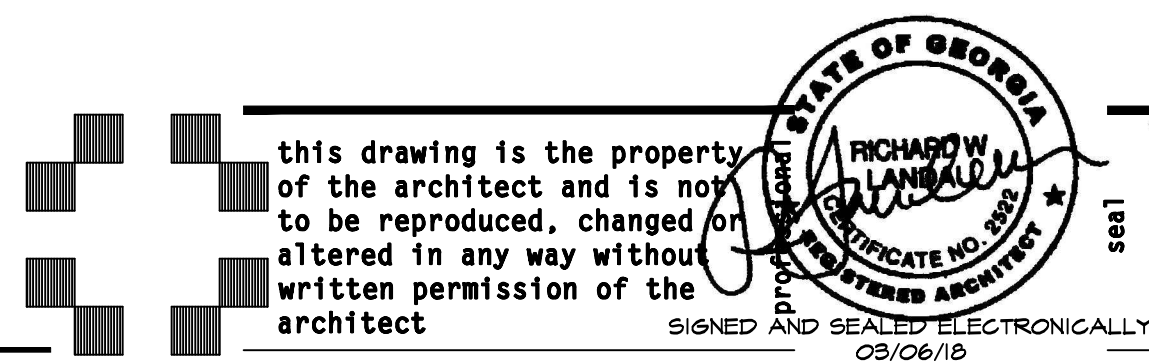 this drawing is the property
of the architect and is not
to be reproduced, changed or
altered in any way without
written permission of the
architect
professional
STATE OF GEORGIA
RICHARD W
LANDAU
CERTIFICATE NO. 2522
REGISTERED ARCHITECT
seal
SIGNED AND SEALED ELECTRONICALLY
03/06/18